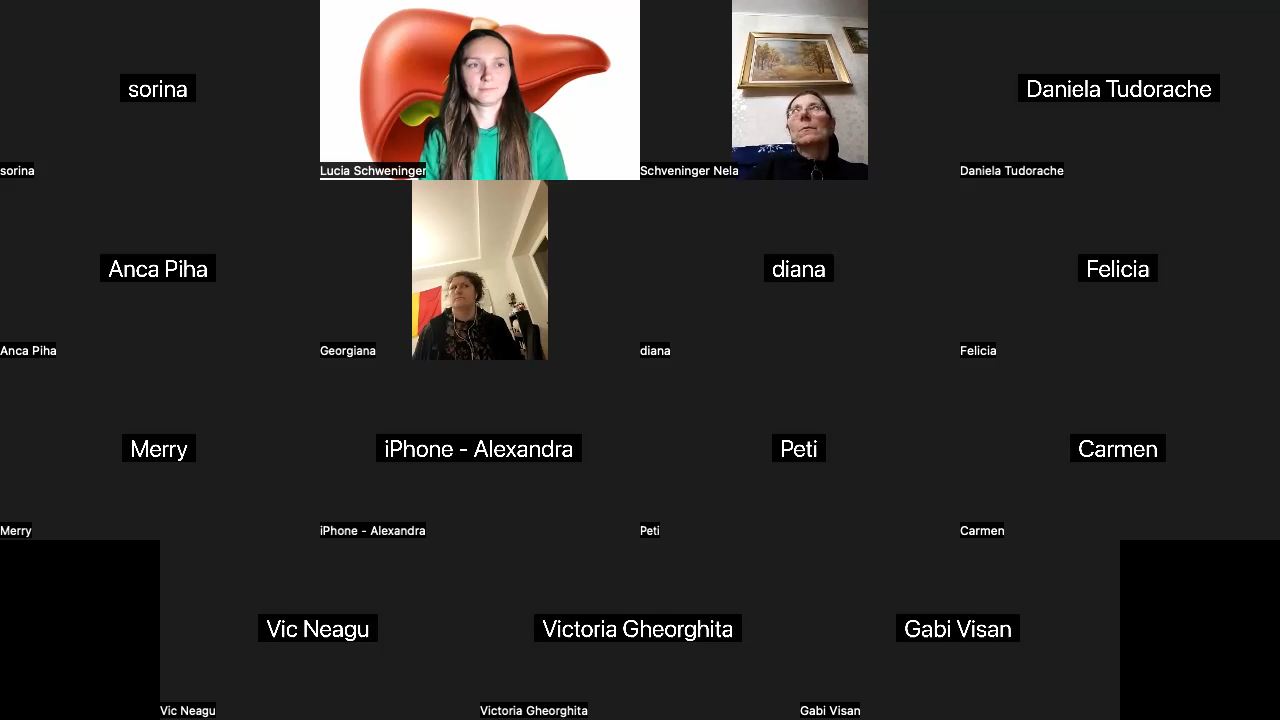 sorina
Daniela Tudorache
sorina
Lucia Schweninger
Schveninger Nela
Daniela Tudorache
Anca Piha
diana
Felicia
Anca Piha
Georgiana
diana
Felicia
Merry
iPhone - Alexandra
Peti
Carmen
Merry
iPhone - Alexandra
Peti
Carmen
Vic Neagu
Victoria Gheorghita
Gabi Visan
Vic Neagu
Victoria Gheorghita
Gabi Visan